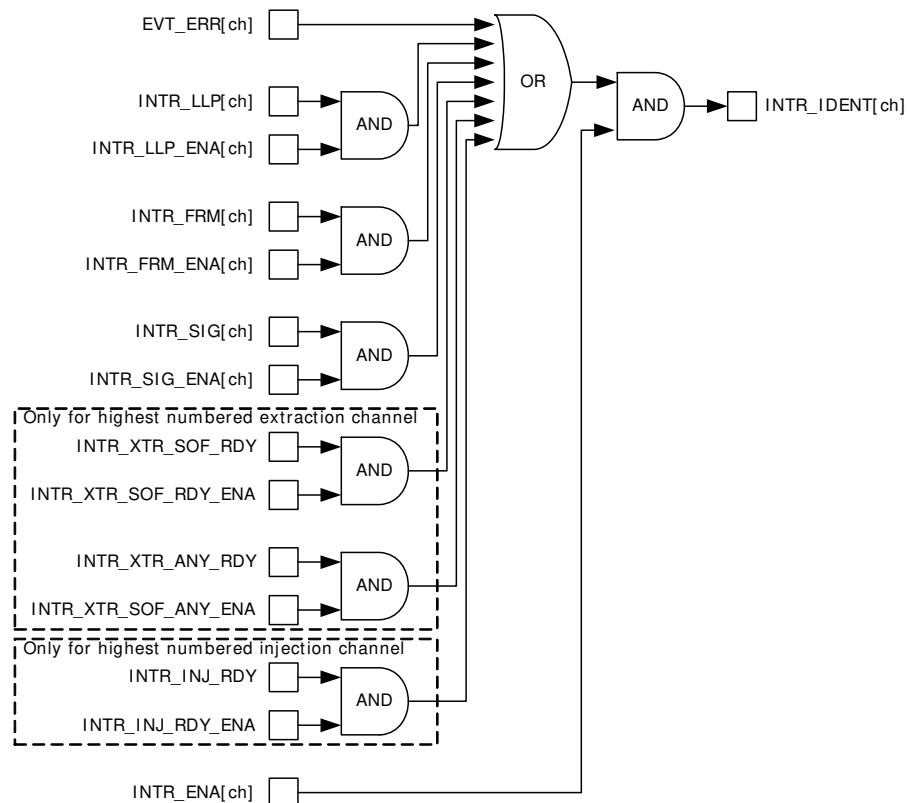 EVT_ERR[ch]
OR
INTR_LLP[ch]
AND
INTR_LLP_ENA[ch]
AND
INTR_IDENT[ch]
INTR_FRM[ch]
AND
INTR_FRM_ENA[ch]
INTR_SIG[ch]
AND
INTR_SIG_ENA[ch]
Only for highest numbered extraction channel
INTR_XTR_SOF_RDY
AND
INTR_XTR_SOF_RDY_ENA
INTR_XTR_ANY_RDY
AND
INTR_XTR_SOF_ANY_ENA
Only for highest numbered injection channel
INTR_INJ_RDY
AND
INTR_INJ_RDY_ENA
INTR_ENA[ch]